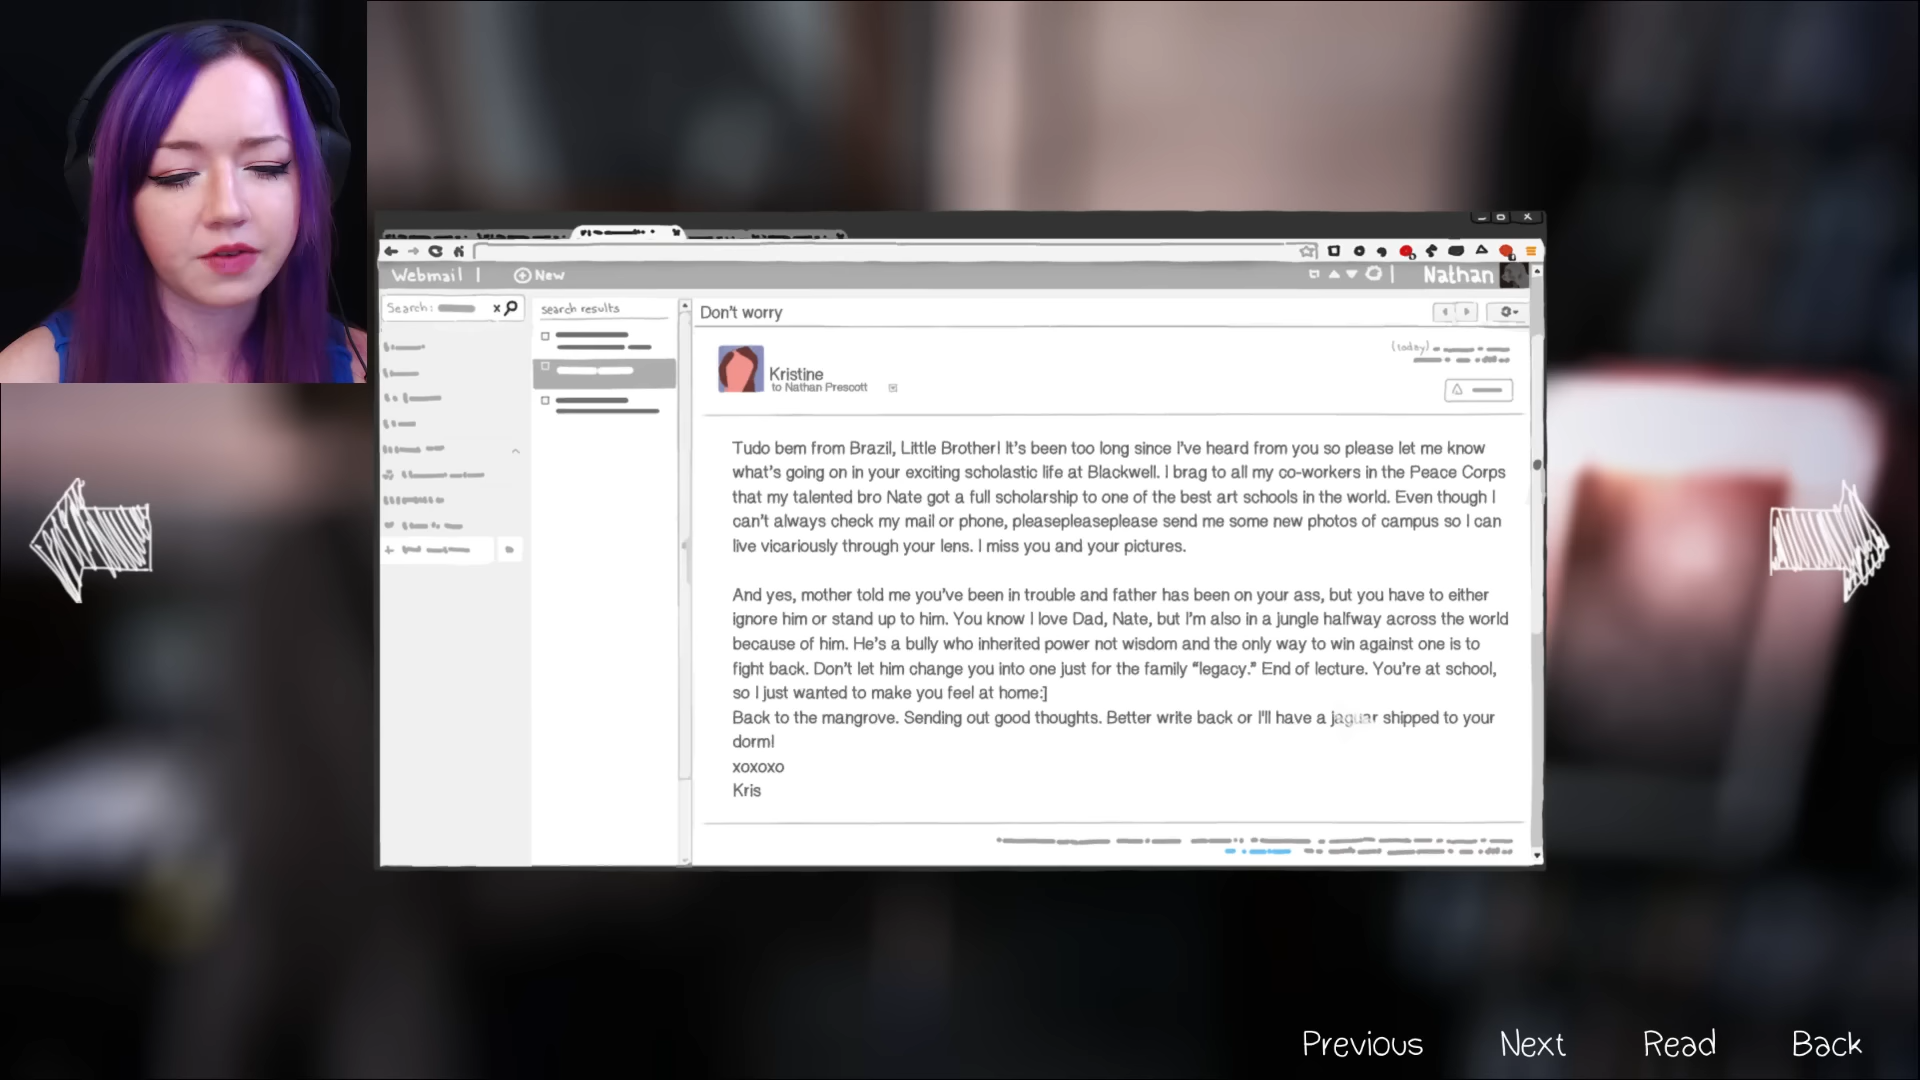 Webmail |
New
Nathan
Search:
x
search results
Don't worry
(today)
Kristine
to Nathan Prescott
Tudo bem from Brazil, Little Brother! It's been too long since I've heard from you so please let me know
what's going on in your exciting scholastic life at Blackwell. I brag to all my co-workers in the Peace Corps
that my talented bro Nate got a full scholarship to one of the best art schools in the world. Even though I
can't always check my mail or phone, pleasepleaseplease send me some new photos of campus so I can
live vicariously through your lens. I miss you and your pictures.
And yes, mother told me you've been in trouble and father has been on your ass, but you have to either
ignore him or stand up to him. You know I love Dad, Nate, but I'm also in a jungle halfway across the world
because of him. He's a bully who inherited power not wisdom and the only way to win against one is to
fight back. Don't let him change you into one just for the family "legacy." End of lecture. You're at school,
so I just wanted to make you feel at home:]
Back to the mangrove. Sending out good thoughts. Better write back or I'll have a jaguar shipped to your
dorm!
xoxoxo
Kris
Previous
Next
Read
Back